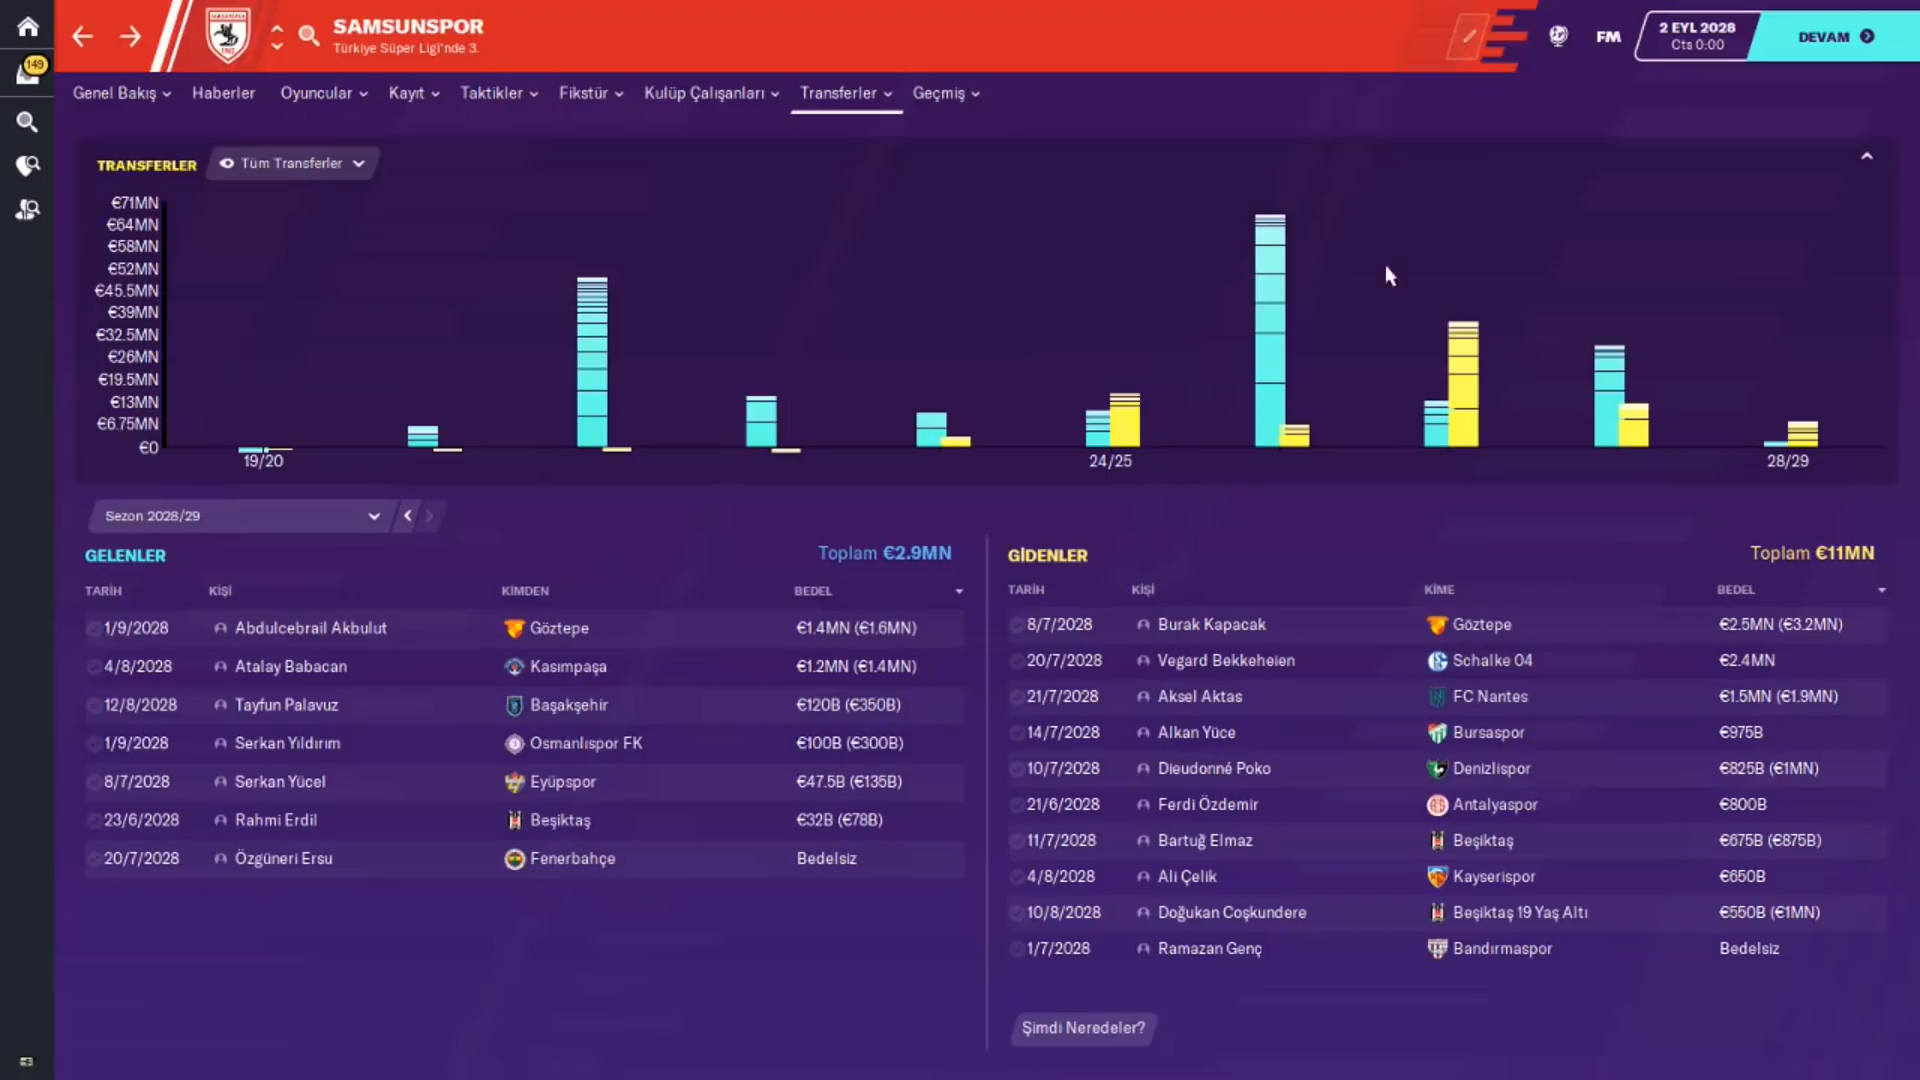 SAMSUNSPOR
Türkiye Süper Ligi'nde 3.
FM
2 EYL 2028
Cts 0:00
DEVAM
149
Genel Bakış
Haberler
Oyuncular
Kayıt
Taktikler
Fikstür
Kulüp Çalışanları
Transferler
Geçmiş
TRANSFERLER
Tüm Transferler
€71MN
€64MN
€58MN
€52MN
€45.5MN
€39MN
€32.5MN
€26MN
€19.5MN
€13MN
€6.75MN
€0
19/20
24/25
28/29
Sezon 2028/29
GELENLER
Toplam €2.9MN
TARİH KİŞİ KİMDEN BEDEL
1/9/2028 Abdulcebrail Akbulut Göztepe €1.4MN (€1.6MN)
4/8/2028 Atalay Babacan Kasımpaşa €1.2MN (€1.4MN)
12/8/2028 Tayfun Palavuz Başakşehir €120B (€350B)
1/9/2028 Serkan Yıldırım Osmanlıspor FK €100B (€300B)
8/7/2028 Serkan Yücel Eyüpspor €47.5B (€135B)
23/6/2028 Rahmi Erdil Beşiktaş €32B (€78B)
20/7/2028 Özgüneri Ersu Fenerbahçe Bedelsiz
GİDENLER
Toplam €11MN
TARİH KİŞİ KİME BEDEL
8/7/2028 Burak Kapacak Göztepe €2.5MN (€3.2MN)
20/7/2028 Vegard Bekkeheien Schalke 04 €2.4MN
21/7/2028 Aksel Aktas FC Nantes €1.5MN (€1.9MN)
14/7/2028 Alkan Yüce Bursaspor €975B
10/7/2028 Dieudonné Poko Denizlispor €825B (€1MN)
21/6/2028 Ferdi Özdemir Antalyaspor €800B
11/7/2028 Bartuğ Elmaz Beşiktaş €675B (€875B)
4/8/2028 Ali Çelik Kayserispor €650B
10/8/2028 Doğukan Coşkundere Beşiktaş 19 Yaş Altı €550B (€1MN)
1/7/2028 Ramazan Genç Bandırmaspor Bedelsiz
Şimdi Neredeler?